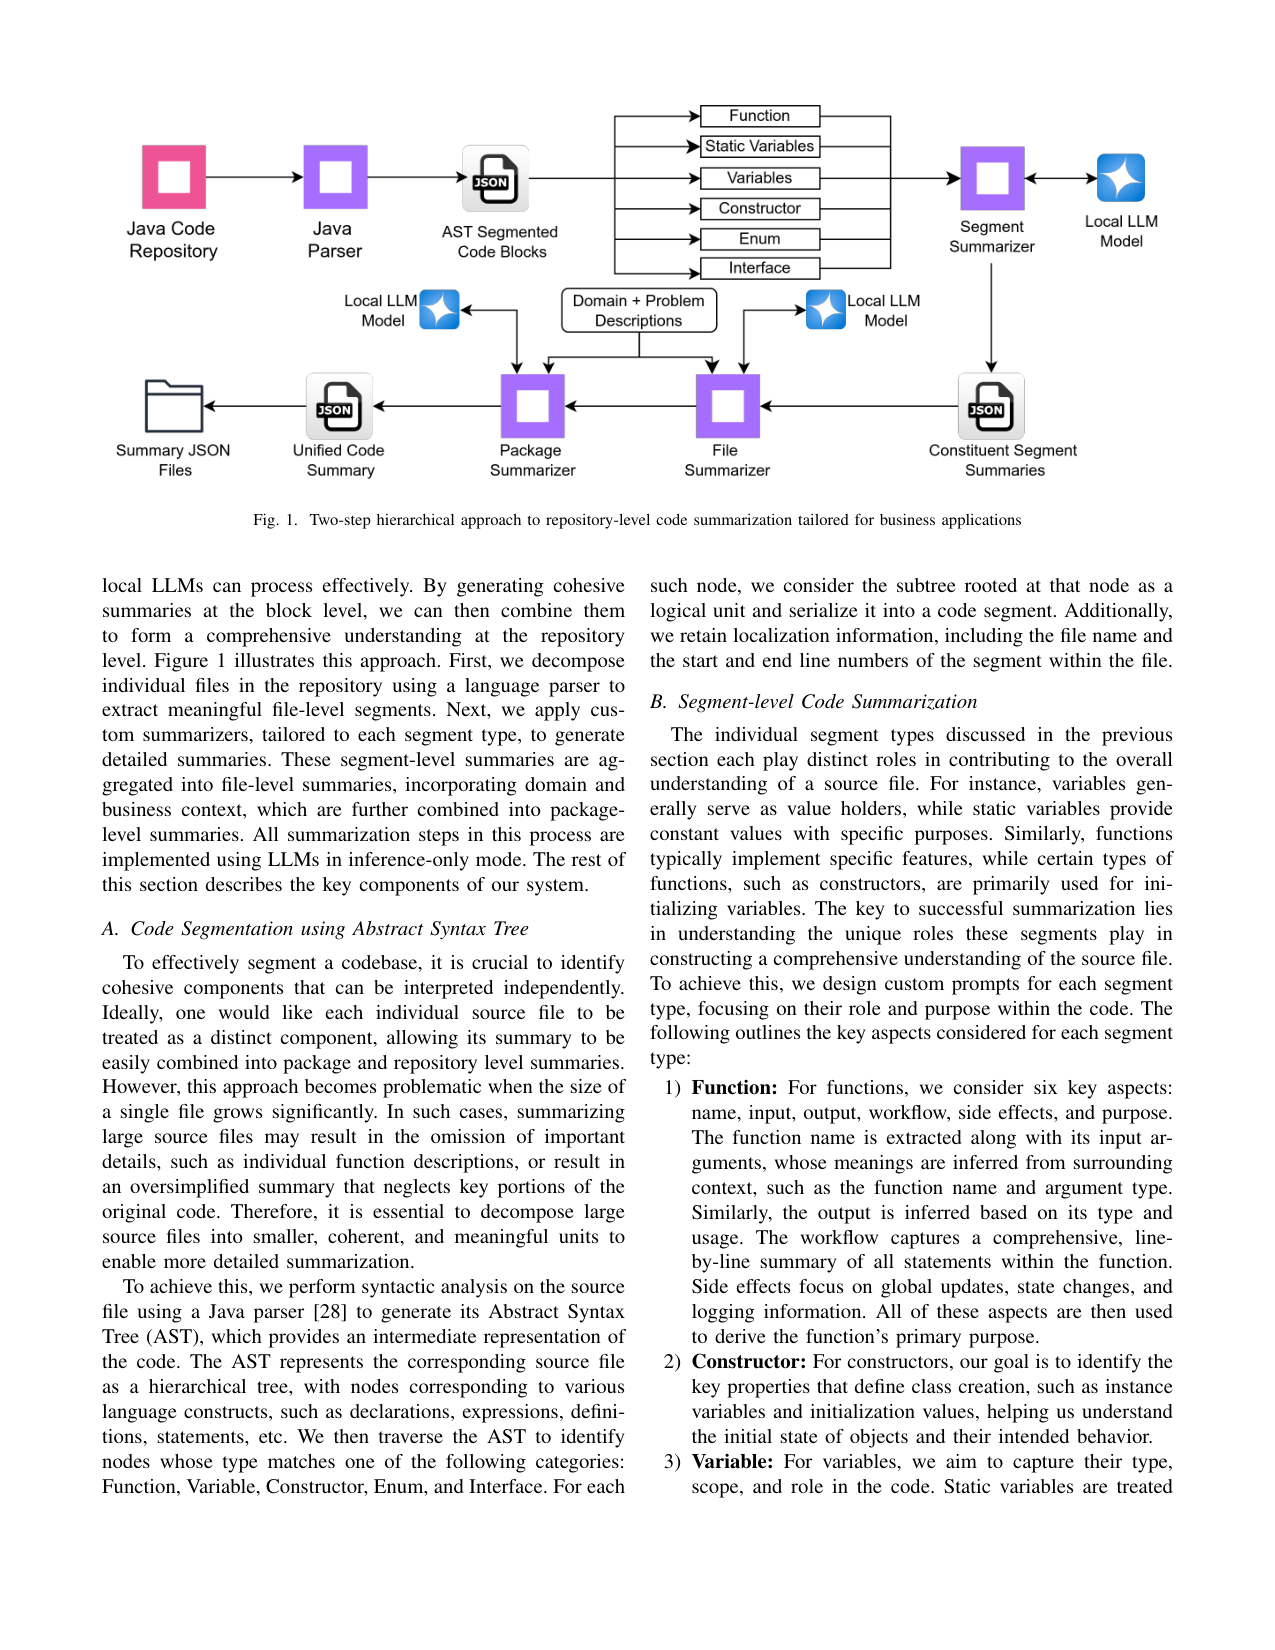 Function
Static Variables
Variables
Constructor
Enum
Interface
JSON
Java Code
Repository
Java
Parser
AST Segmented
Code Blocks
Segment
Summarizer
Local LLM
Model
Local LLM
Model
Domain + Problem
Descriptions
Local LLM
Model
JSON
JSON
Summary JSON
Files
Unified Code
Summary
Package
Summarizer
File
Summarizer
Constituent Segment
Summaries
Fig. 1. Two-step hierarchical approach to repository-level code summarization tailored for business applications
local LLMs can process effectively. By generating cohesive
summaries at the block level, we can then combine them
to form a comprehensive understanding at the repository
level. Figure 1 illustrates this approach. First, we decompose
individual files in the repository using a language parser to
extract meaningful file-level segments. Next, we apply cus-
tom summarizers, tailored to each segment type, to generate
detailed summaries. These segment-level summaries are ag-
gregated into file-level summaries, incorporating domain and
business context, which are further combined into package-
level summaries. All summarization steps in this process are
implemented using LLMs in inference-only mode. The rest of
this section describes the key components of our system.
A. Code Segmentation using Abstract Syntax Tree
To effectively segment a codebase, it is crucial to identify
cohesive components that can be interpreted independently.
Ideally, one would like each individual source file to be
treated as a distinct component, allowing its summary to be
easily combined into package and repository level summaries.
However, this approach becomes problematic when the size of
a single file grows significantly. In such cases, summarizing
large source files may result in the omission of important
details, such as individual function descriptions, or result in
an oversimplified summary that neglects key portions of the
original code. Therefore, it is essential to decompose large
source files into smaller, coherent, and meaningful units to
enable more detailed summarization.
To achieve this, we perform syntactic analysis on the source
file using a Java parser [28] to generate its Abstract Syntax
Tree (AST), which provides an intermediate representation of
the code. The AST represents the corresponding source file
as a hierarchical tree, with nodes corresponding to various
language constructs, such as declarations, expressions, defini-
tions, statements, etc. We then traverse the AST to identify
nodes whose type matches one of the following categories:
Function, Variable, Constructor, Enum, and Interface. For each
such node, we consider the subtree rooted at that node as a
logical unit and serialize it into a code segment. Additionally,
we retain localization information, including the file name and
the start and end line numbers of the segment within the file.
B. Segment-level Code Summarization
The individual segment types discussed in the previous
section each play distinct roles in contributing to the overall
understanding of a source file. For instance, variables gen-
erally serve as value holders, while static variables provide
constant values with specific purposes. Similarly, functions
typically implement specific features, while certain types of
functions, such as constructors, are primarily used for ini-
tializing variables. The key to successful summarization lies
in understanding the unique roles these segments play in
constructing a comprehensive understanding of the source file.
To achieve this, we design custom prompts for each segment
type, focusing on their role and purpose within the code. The
following outlines the key aspects considered for each segment
type:
1) Function: For functions, we consider six key aspects:
name, input, output, workflow, side effects, and purpose.
The function name is extracted along with its input ar-
guments, whose meanings are inferred from surrounding
context, such as the function name and argument type.
Similarly, the output is inferred based on its type and
usage. The workflow captures a comprehensive, line-
by-line summary of all statements within the function.
Side effects focus on global updates, state changes, and
logging information. All of these aspects are then used
to derive the function's primary purpose.
2) Constructor: For constructors, our goal is to identify the
key properties that define class creation, such as instance
variables and initialization values, helping us understand
the initial state of objects and their intended behavior.
3) Variable: For variables, we aim to capture their type,
scope, and role in the code. Static variables are treated